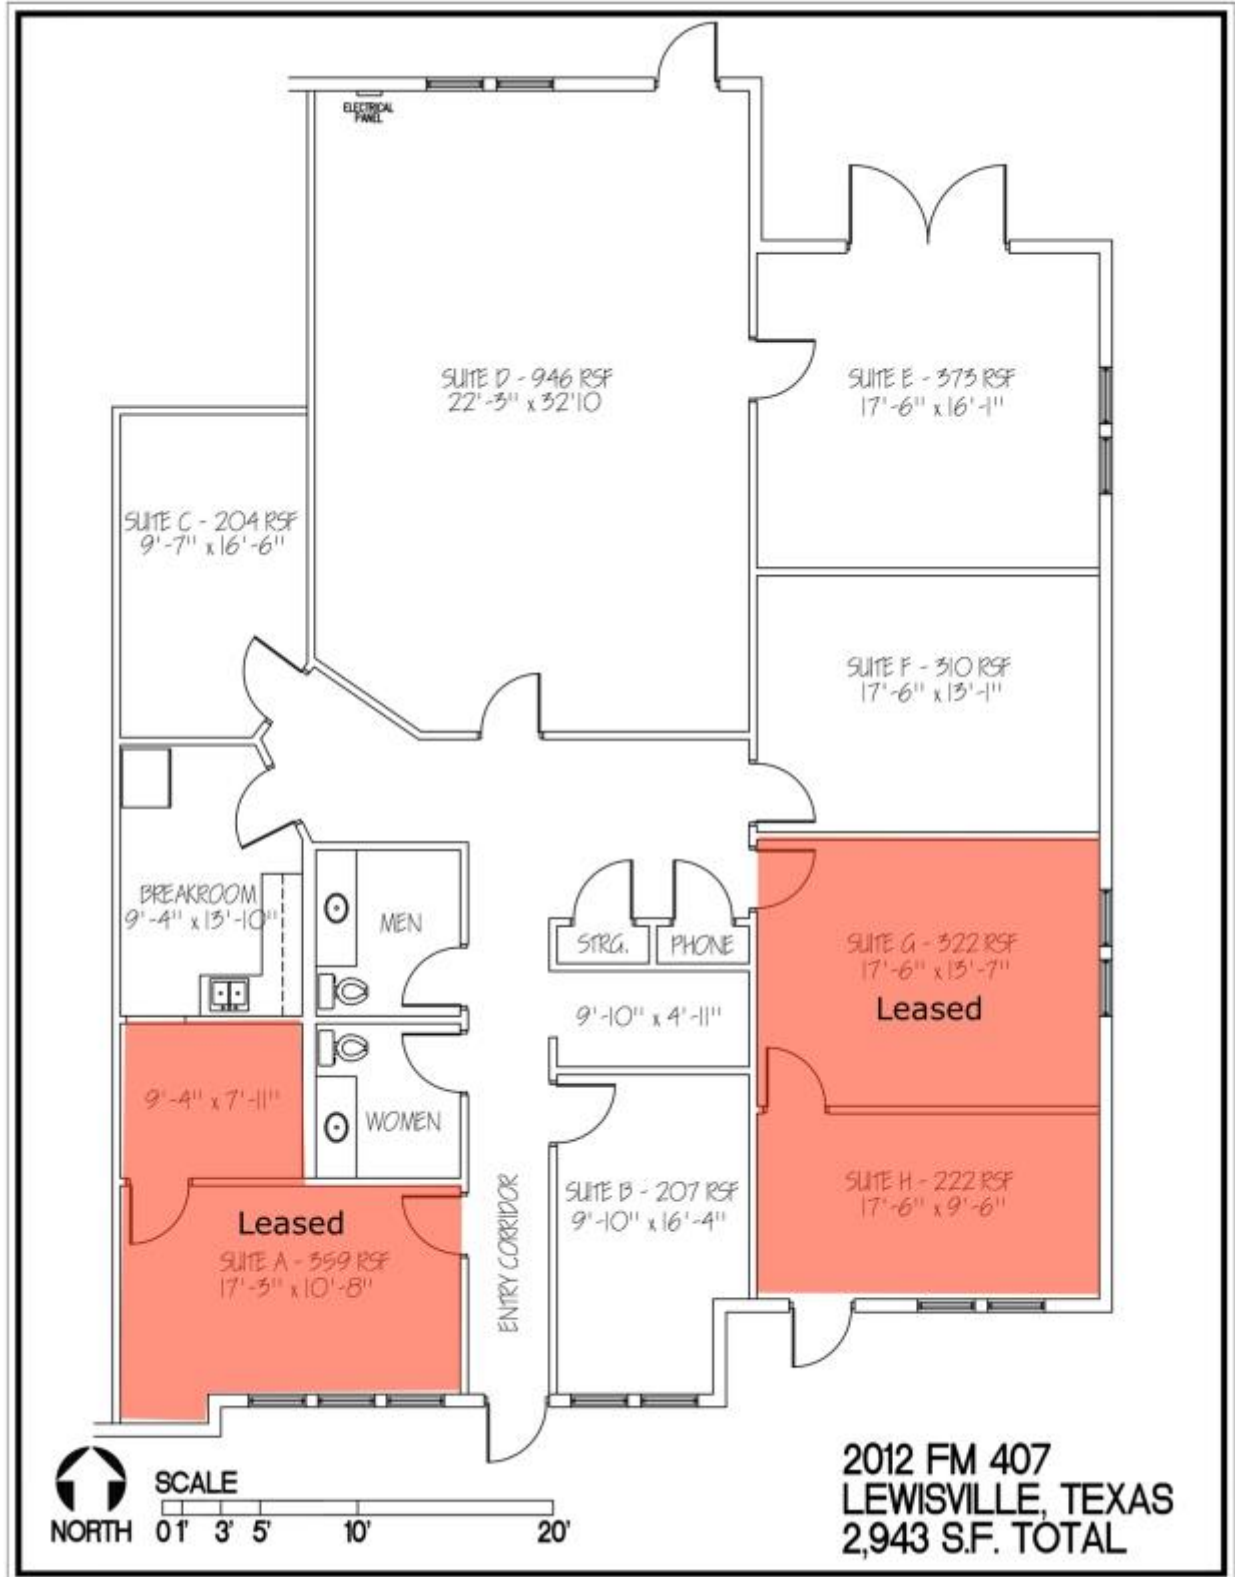 ELECTRICAL
PANEL
SUITE D - 946 RSF
22'-3" x 32'10
SUITE E - 373 RSF
17'-6" x 16'-1"
SUITE C - 204 RSF
9'-7" x 16'-6"
SUITE F - 310 RSF
17'-6" x 13'-1"
BREAKROOM
9'-4" x 13'-10"
MEN
STRG.
PHONE
SUITE G - 322 RSF
17'-6" x 13'-7"
Leased
9'-10" x 4'-11"
9'-4" x 7'-11"
WOMEN
SUITE B - 207 RSF
9'-10" x 16'-4"
SUITE H - 222 RSF
17'-6" x 9'-6"
Leased
SUITE A - 359 RSF
17'-3" x 10'-8"
ENTRY CORRIDOR
NORTH
SCALE
0 1' 3' 5' 10' 20'
2012 FM 407
LEWISVILLE, TEXAS
2,943 S.F. TOTAL